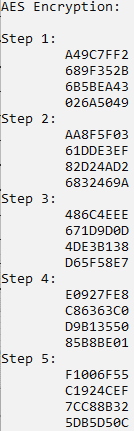 AES Encryption:
Step 1:
A49C7FF2
689F352B
6B5BEA43
026A5049
Step 2:
AA8F5F03
61DDE3EF
82D24AD2
6832469A
Step 3:
486C4EEE
671D9D0D
4DE3B138
D65F58E7
Step 4:
E0927FE8
C86363C0
D9B13550
85B8BE01
Step 5:
F1006F55
C1924CEF
7CC88B32
5DB5D50C